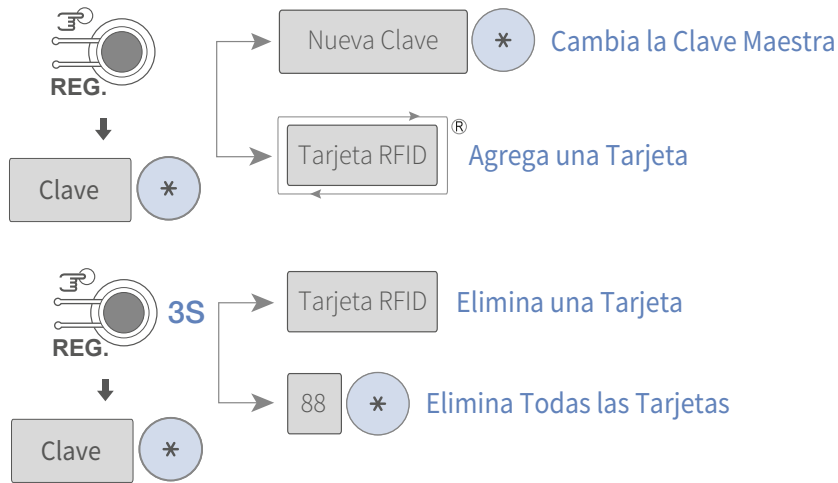 REG.
Clave *
Nueva Clave * Cambia la Clave Maestra
Tarjeta RFID ® Agrega una Tarjeta
3S
REG.
Clave *
Tarjeta RFID Elimina una Tarjeta
88 * Elimina Todas las Tarjetas